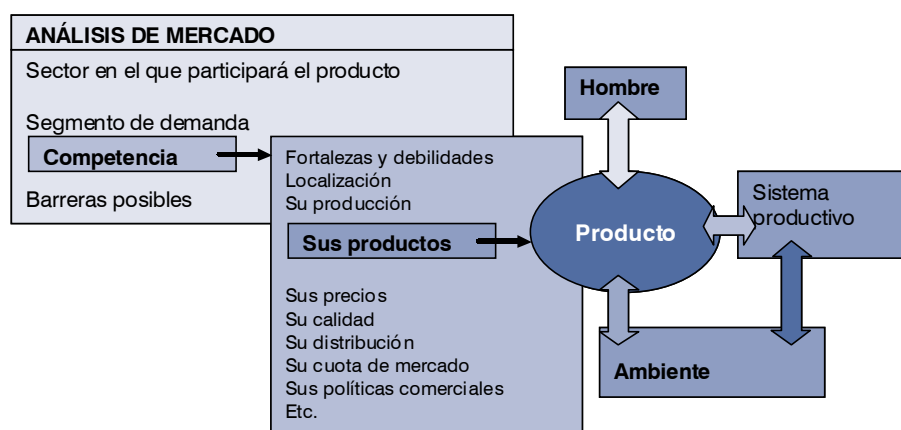 ANÁLISIS DE MERCADO
Sector en el que participará el producto
Segmento de demanda
Competencia
Barreras posibles
Fortalezas y debilidades
Localización
Su producción
Sus productos
Sus precios
Su calidad
Su distribución
Su cuota de mercado
Sus políticas comerciales
Etc.
Hombre
Producto
Sistema
productivo
Ambiente